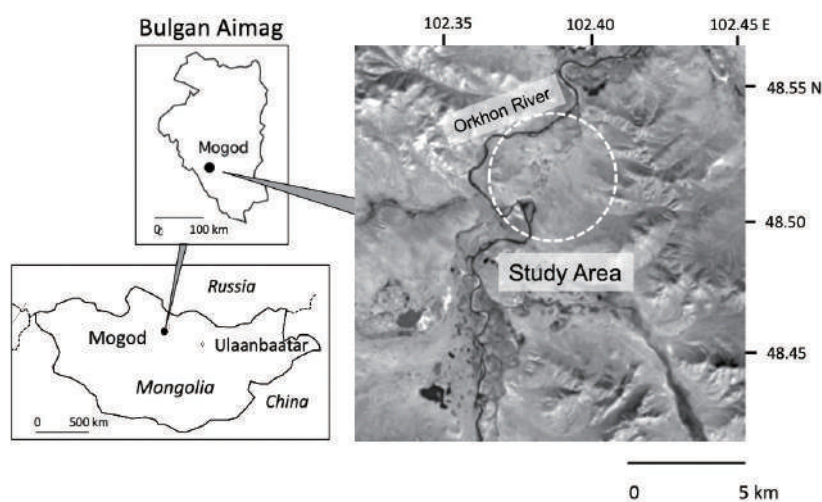 Bulgan Aimag
Mogod
0 100 km
Russia
Mogod
Ulaanbaatar
Mongolia
China
0 500 km
102.35 102.40 102.45 E
48.55 N
Orkhon River
48.50
Study Area
48.45
0 5 km